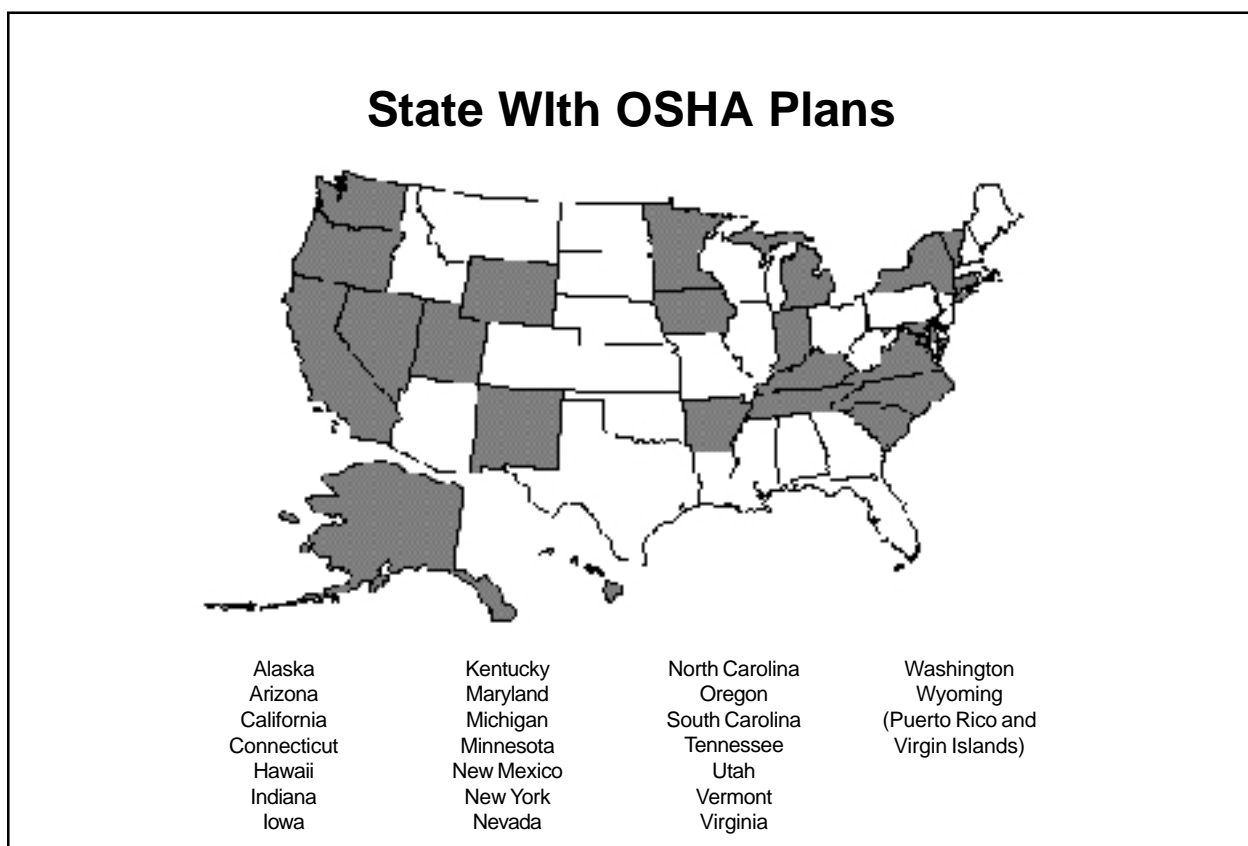 State WIth OSHA Plans
Alaska
Arizona
California
Connecticut
Hawaii
Indiana
Iowa
Kentucky
Maryland
Michigan
Minnesota
New Mexico
New York
Nevada
North Carolina
Oregon
South Carolina
Tennessee
Utah
Vermont
Virginia
Washington
Wyoming
(Puerto Rico and
Virgin Islands)